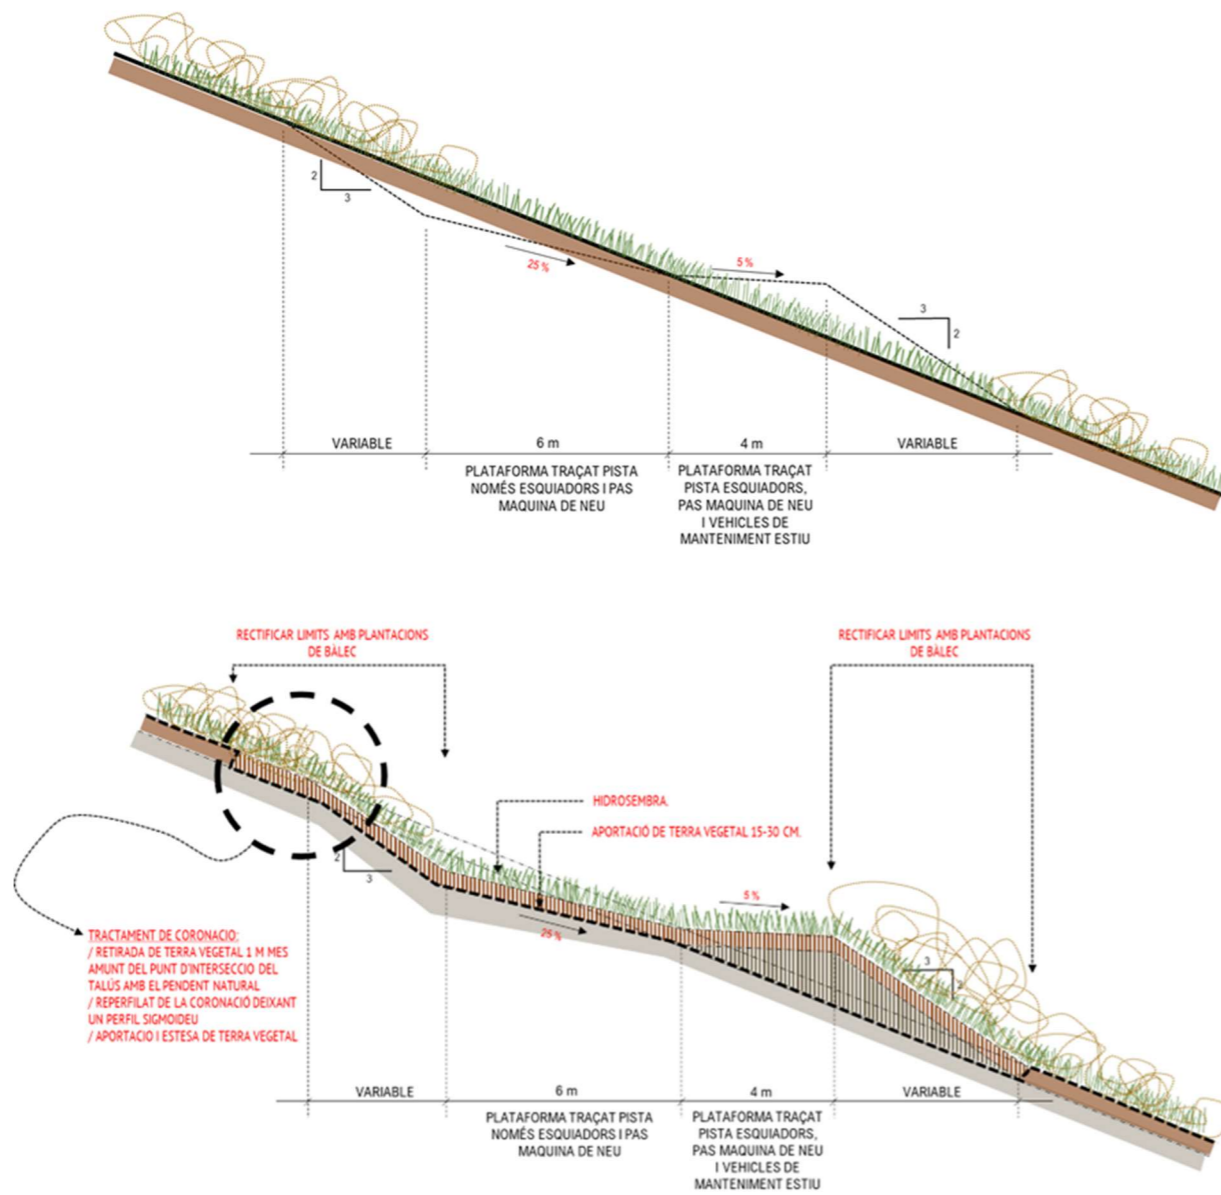 2
3
25 %
5 %
3
2
VARIABLE
6 m
4 m
VARIABLE
PLATAFORMA TRAÇAT PISTA
NOMÉS ESQUIADORS I PAS
MAQUINA DE NEU
PLATAFORMA TRAÇAT
PISTA ESQUIADORS,
PAS MAQUINA DE NEU
I VEHICLES DE
MANTENIMENT ESTIU
RECTIFICAR LIMITS AMB PLANTACIONS
DE BÀLEC
RECTIFICAR LIMITS AMB PLANTACIONS
DE BÀLEC
HIDROSEMBRA.
APORTACIÓ DE TERRA VEGETAL 15-30 CM.
2
3
5 %
25 %
3
2
TRACTAMENT DE CORONACIO:
/ RETIRADA DE TERRA VEGETAL 1 M MES
AMUNT DEL PUNT D'INTERSECCIO DEL
TALÚS AMB EL PENDENT NATURAL
/ REPERFILAT DE LA CORONACIÓ DEIXANT
UN PERFIL SIGMOIDEU
/ APORTACIO I ESTESA DE TERRA VEGETAL
VARIABLE
6 m
4 m
VARIABLE
PLATAFORMA TRAÇAT PISTA
NOMÉS ESQUIADORS I PAS
MAQUINA DE NEU
PLATAFORMA TRAÇAT
PISTA ESQUIADORS,
PAS MAQUINA DE NEU
I VEHICLES DE
MANTENIMENT ESTIU